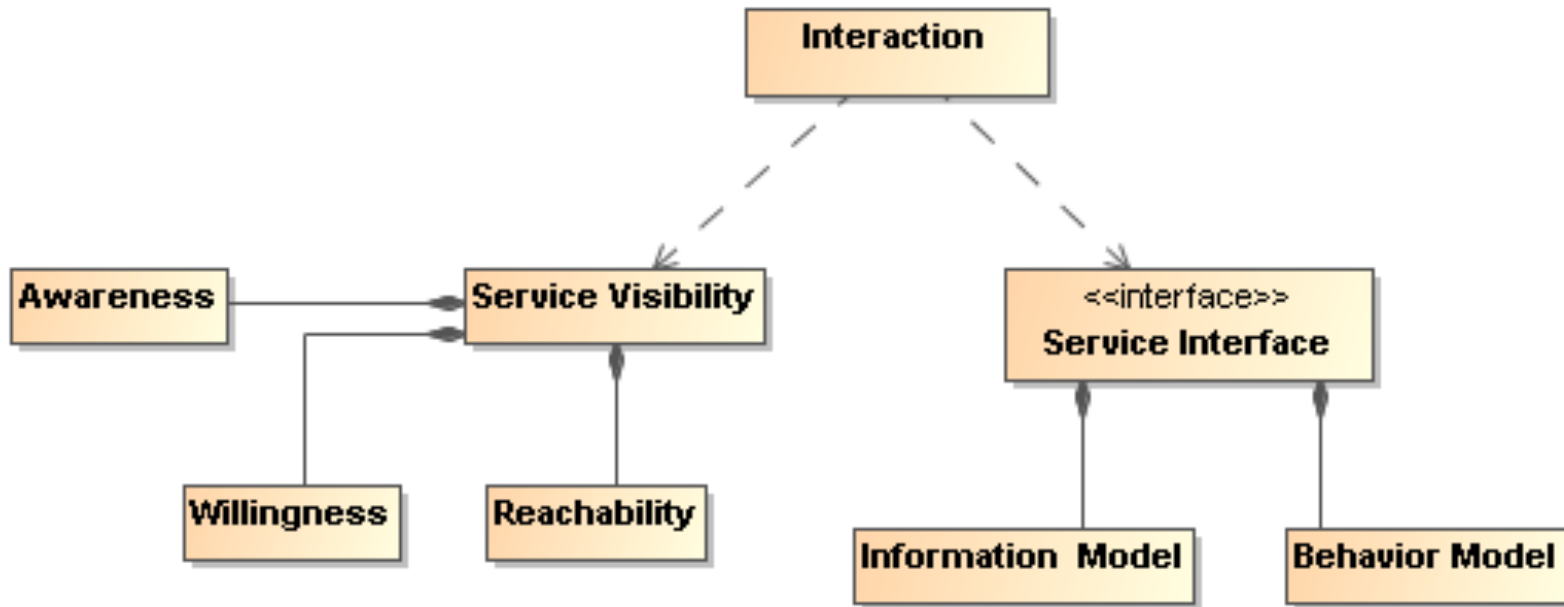 Interaction
Awareness
Service Visibility
<<interface>>
Service Interface
Willingness
Reachability
Information Model
Behavior Model